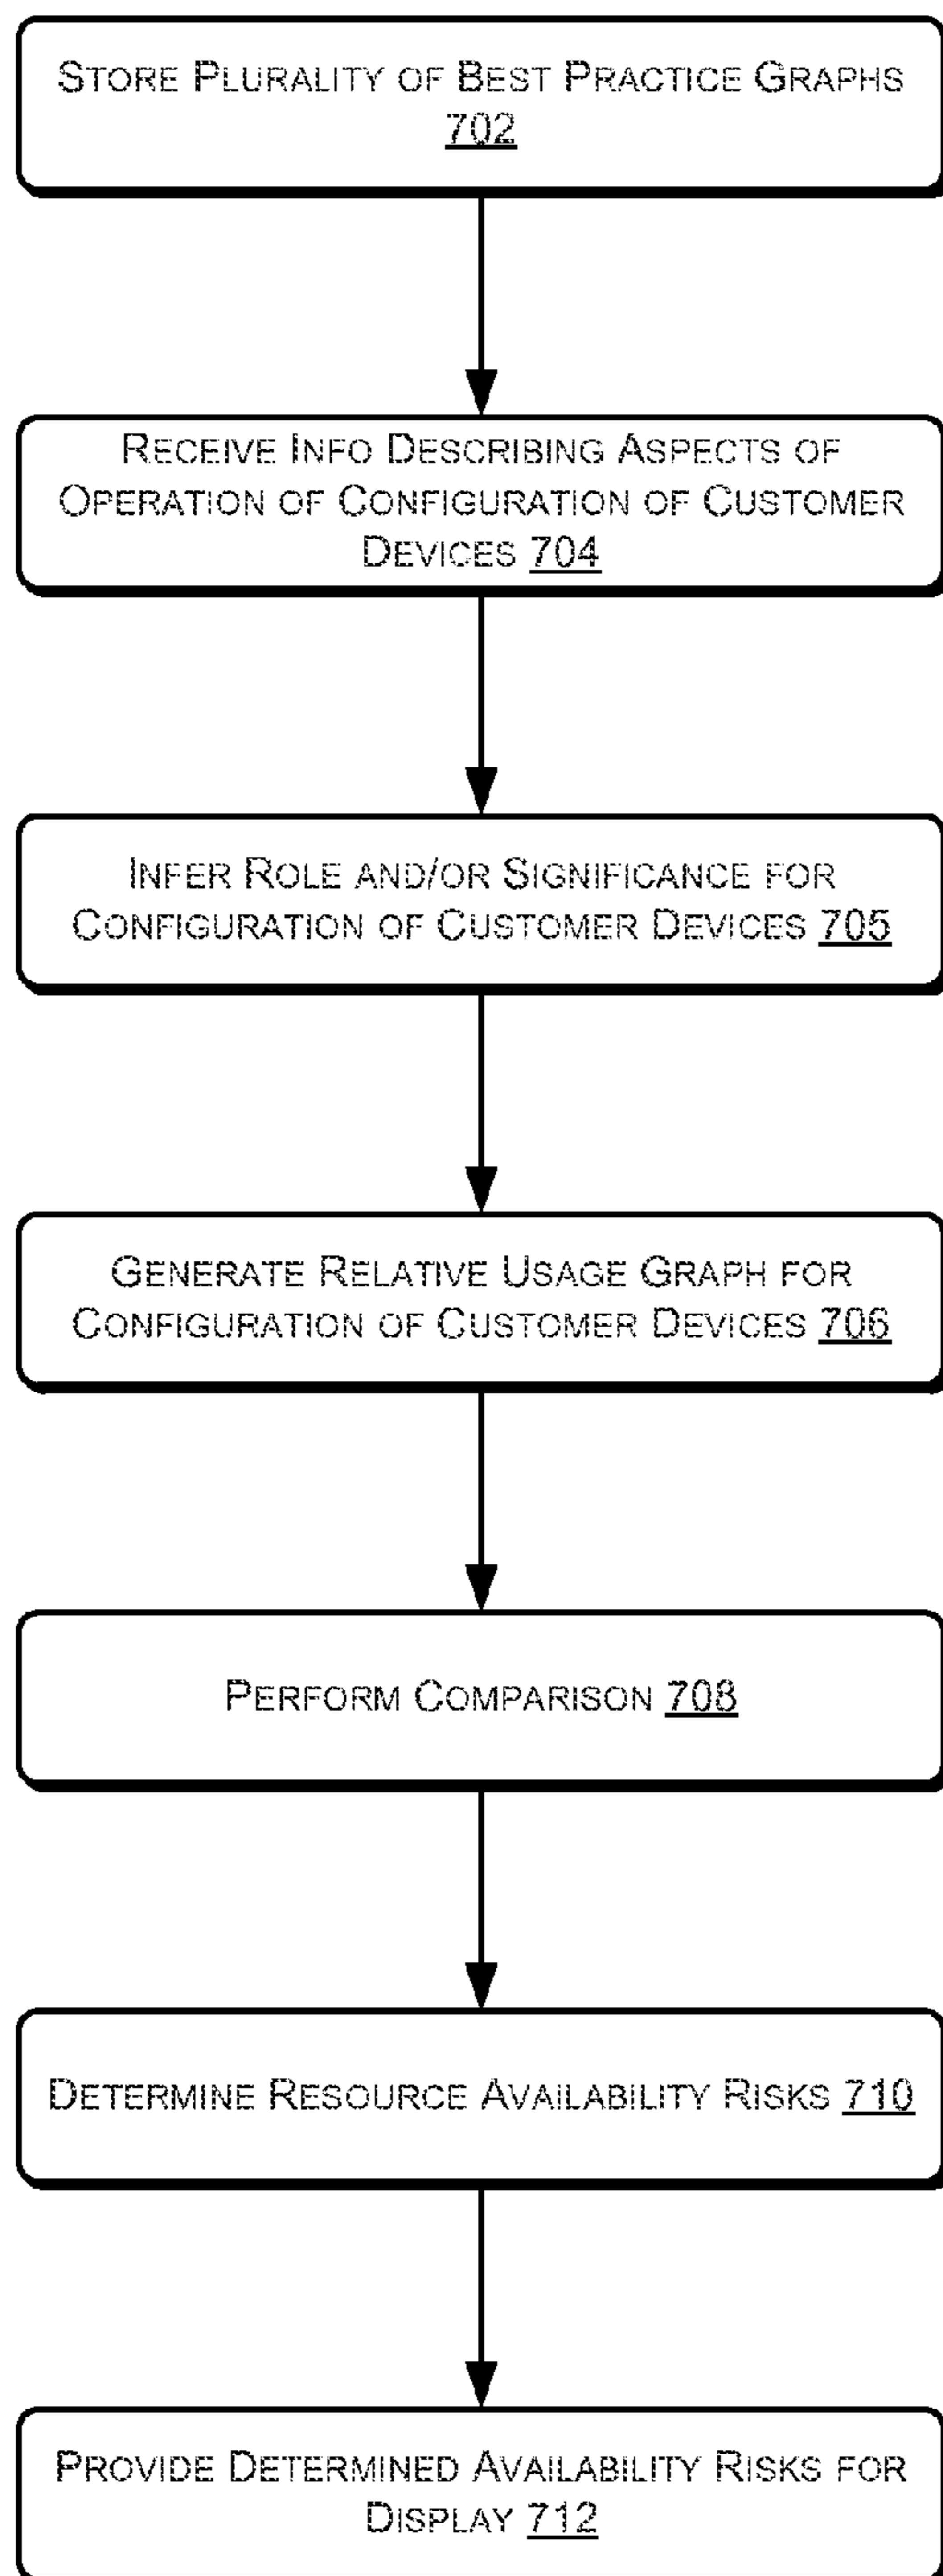 STORE PLURALITY OF BEST PRACTICE GRAPHS
702
RECEIVE INFO DESCRIBING ASPECTS OF
OPERATION OF CONFIGURATION OF CUSTOMER
DEVICES 704
INFER ROLE AND/OR SIGNIFICANCE FOR
CONFIGURATION OF CUSTOMER DEVICES 705
GENERATE RELATIVE USAGE GRAPH FOR
CONFIGURATION OF CUSTOMER DEVICES 706
PERFORM COMPARISON 708
DETERMINE RESOURCE AVAILABILITY RISKS 710
PROVIDE DETERMINED AVAILABILITY RISKS FOR
DISPLAY 712